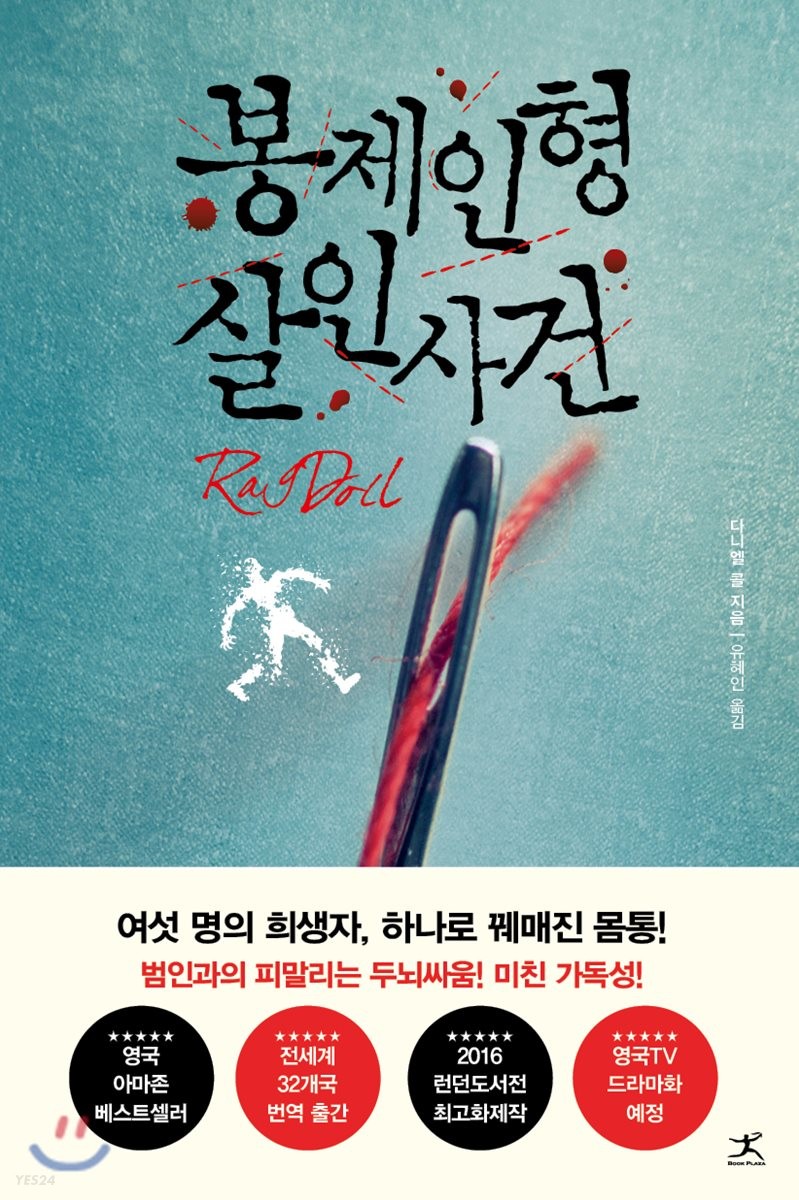 봉제인형
살인사건
RagDoll
다니엘 콜 지음 | 유혜인 옮김
여섯 명의 희생자, 하나로 꿰매진 몸통!
범인과의 피말리는 두뇌싸움! 미친 가독성!
★★★★★
영국
아마존
베스트셀러
★★★★★
전세계
32개국
번역 출간
★★★★★
2016
런던도서전
최고화제작
★★★★★
영국TV
드라마화
예정
YES24
BOOK PLAZA